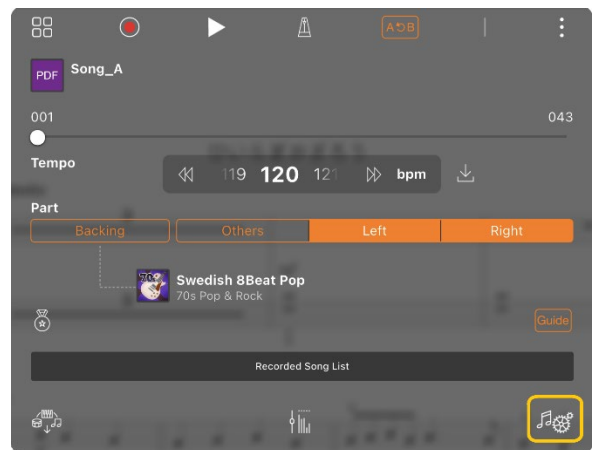 A B
PDF
Song_A
001 043
Tempo
119 120 121 bpm
Part
Backing Others Left Right
70s
Swedish 8Beat Pop
70s Pop & Rock
Guide
Recorded Song List